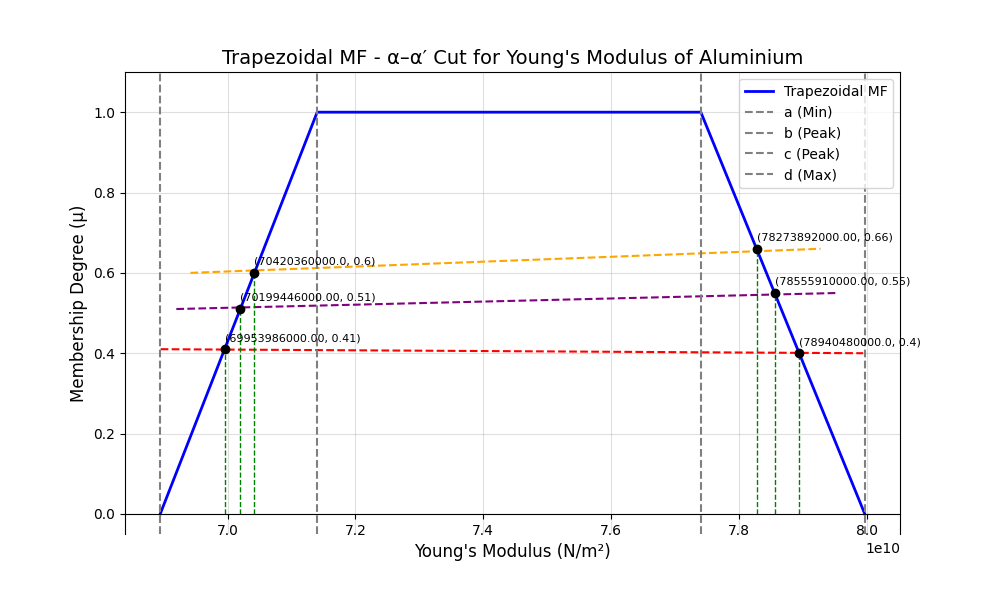 Trapezoidal MF - α–α′ Cut for Young's Modulus of Aluminium
Trapezoidal MF
a (Min)
b (Peak)
c (Peak)
d (Max)
Membership Degree (μ)
1.0
0.8
0.6
0.4
0.2
0.0
(78273892000.00, 0.66)
(70420360000.0, 0.6)
(78555910000.00, 0.55)
(70199446000.00, 0.51)
(69953986000.00, 0.41)
(78940480000.0, 0.4)
7.0
7.2
7.4
7.6
7.8
8.0
1e10
Young's Modulus (N/m²)